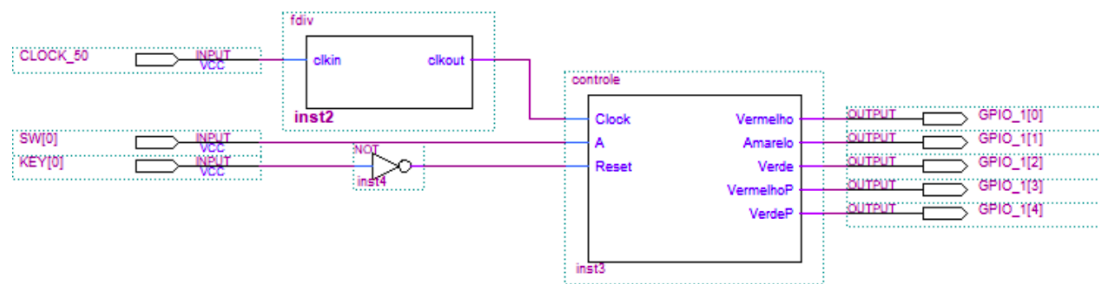 fdiv
CLOCK_50 INPUT VCC
clkin clkout
inst2
controle
SW[0] INPUT VCC
KEY[0] INPUT VCC
NOT
inst4
Clock Vermelho OUTPUT GPIO_1[0]
A Amarelo OUTPUT GPIO_1[1]
Reset Verde OUTPUT GPIO_1[2]
VermelhoP OUTPUT GPIO_1[3]
VerdeP OUTPUT GPIO_1[4]
inst3